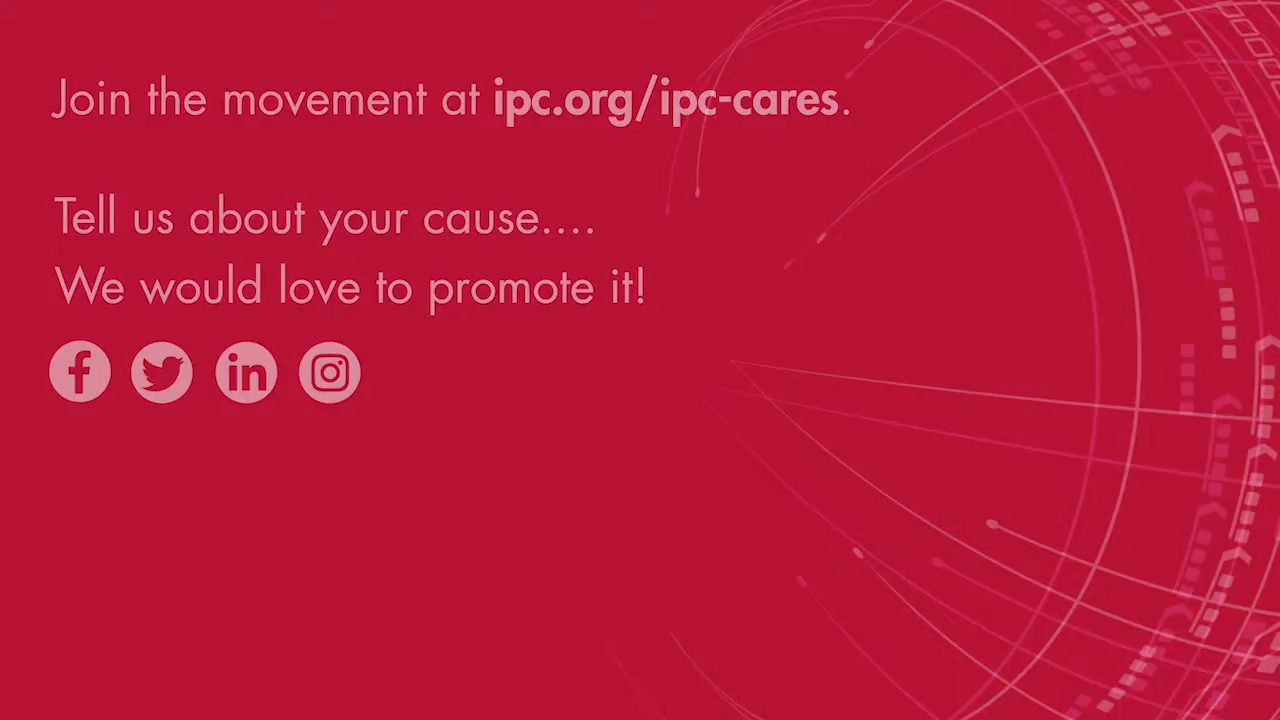 Join the movement at ipc.org/ipc-cares.
Tell us about your cause....
We would love to promote it!